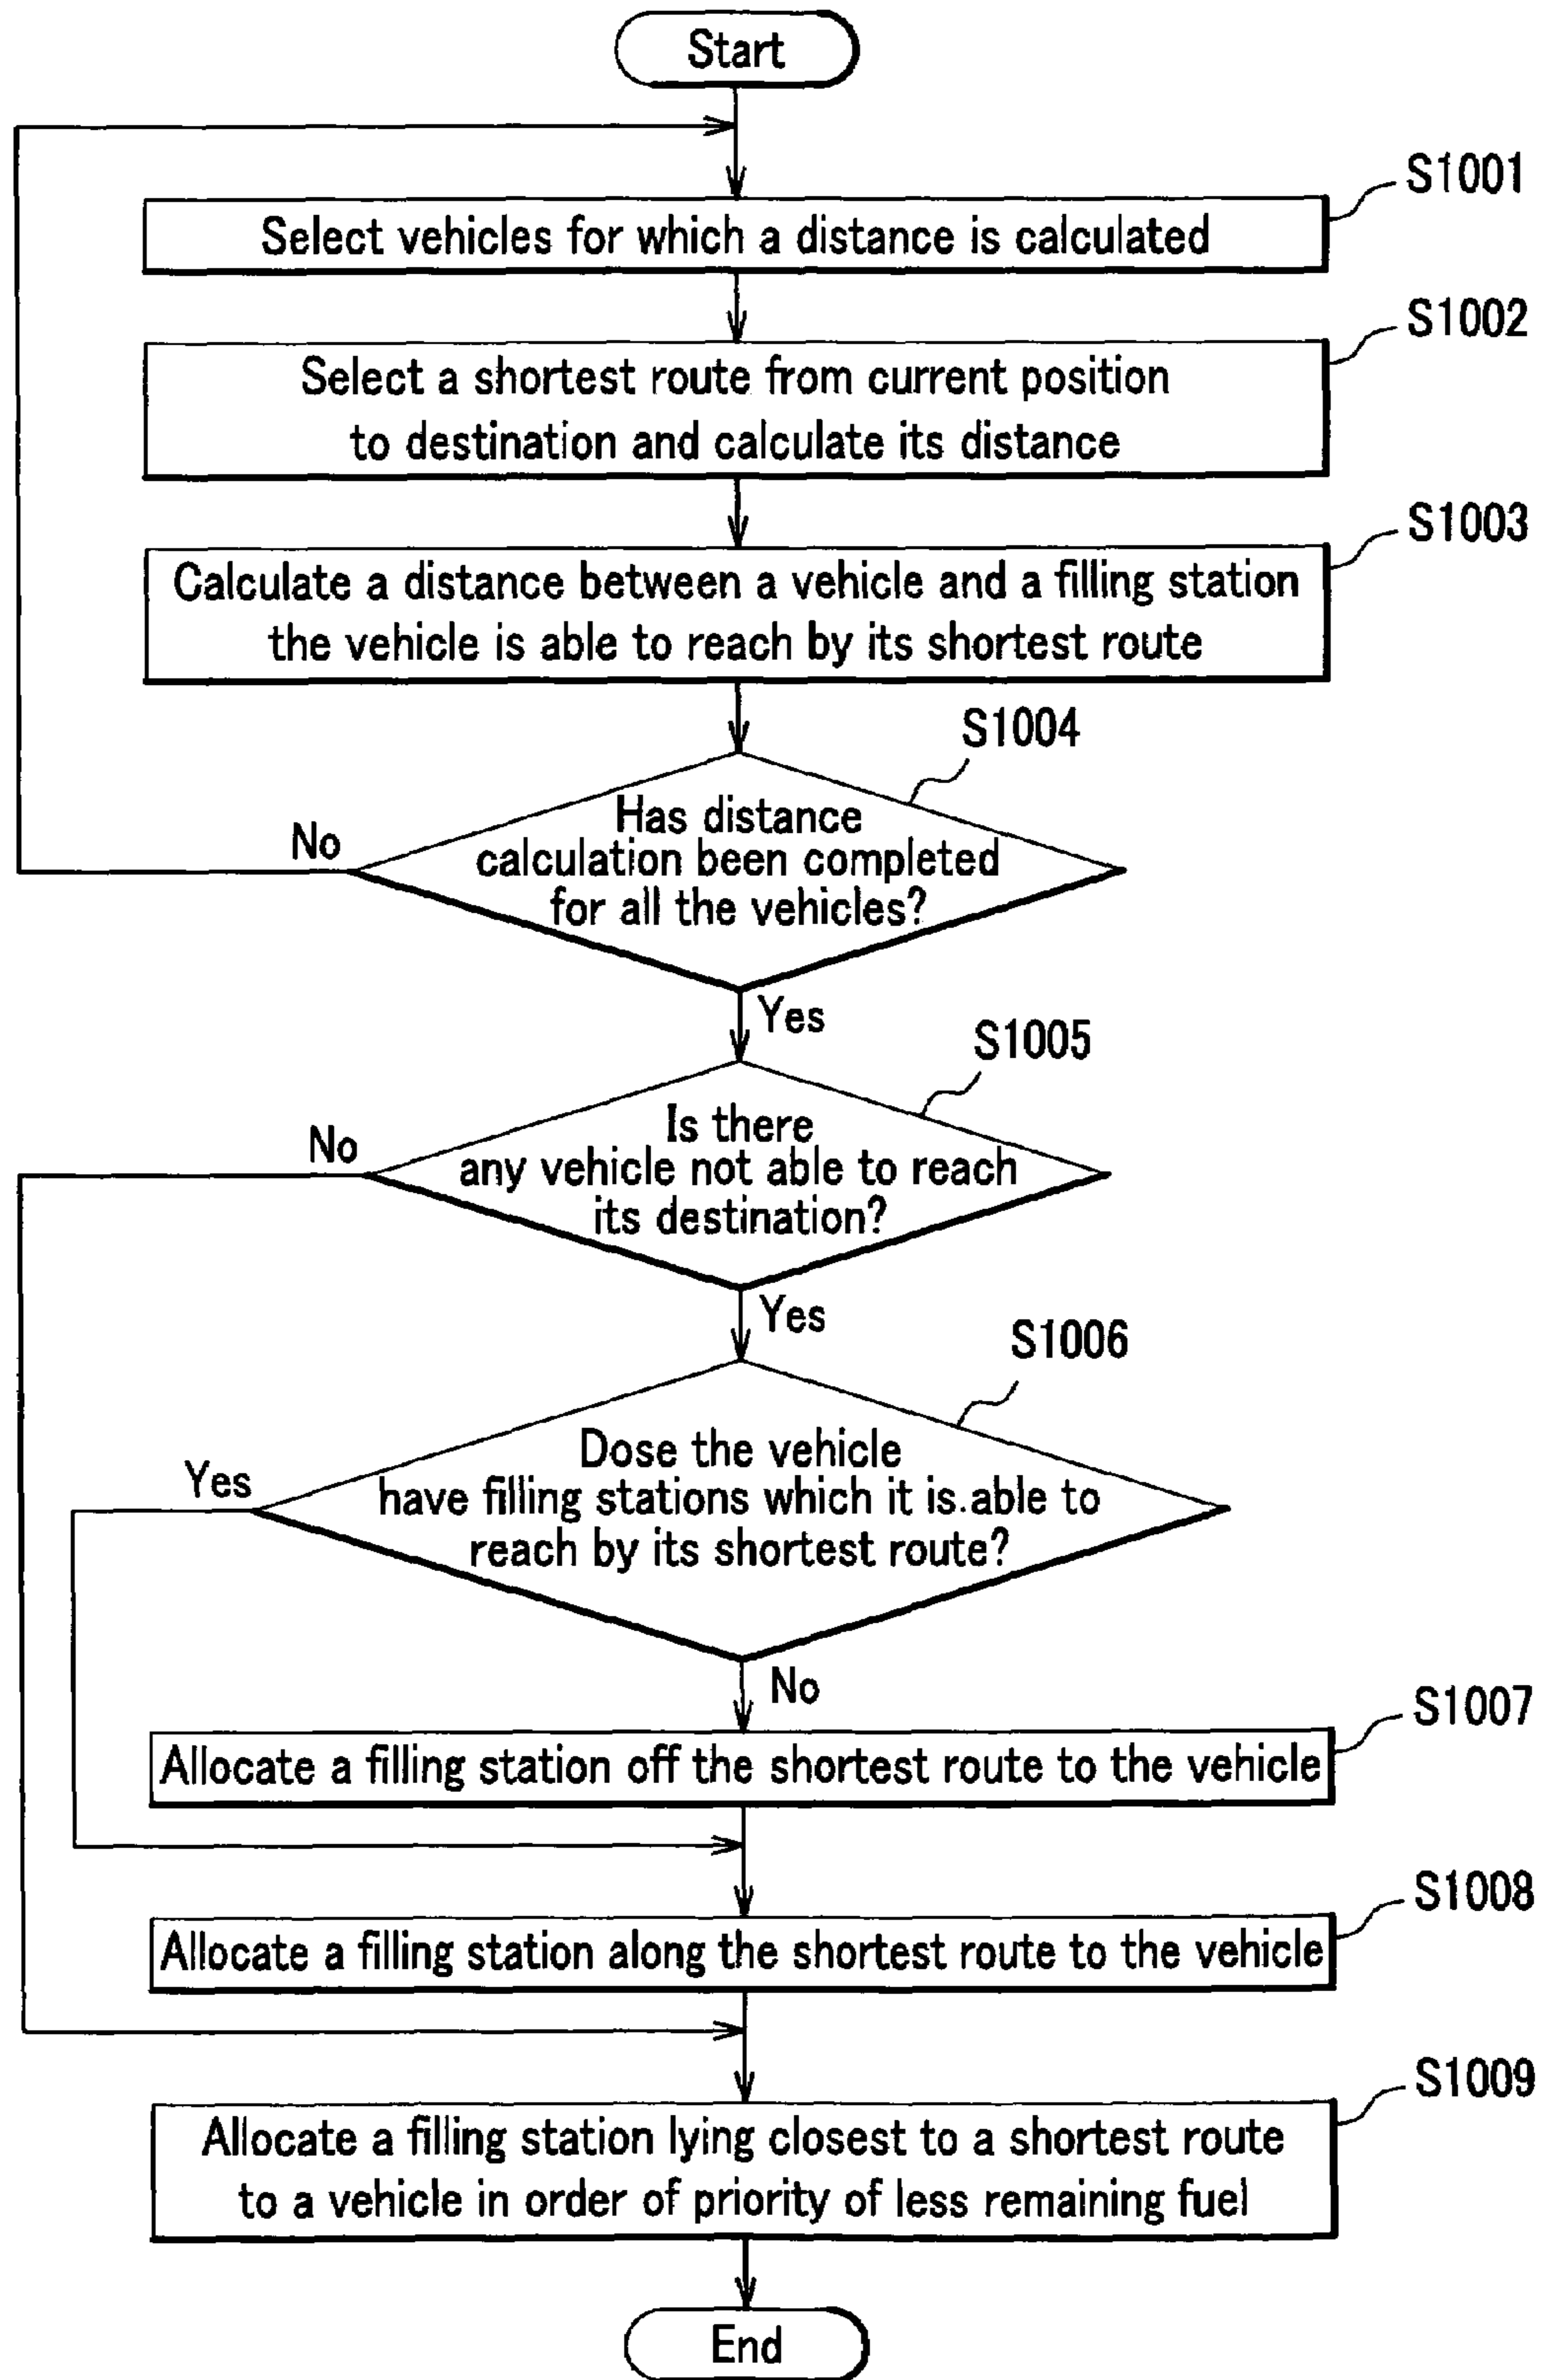 Start
S1001
Select vehicles for which a distance is calculated
S1002
Select a shortest route from current position
to destination and calculate its distance
S1003
Calculate a distance between a vehicle and a filling station
the vehicle is able to reach by its shortest route
S1004
Has distance
calculation been completed
for all the vehicles?
No
Yes
S1005
Is there
any vehicle not able to reach
its destination?
No
Yes
S1006
Dose the vehicle
have filling stations which it is able to
reach by its shortest route?
Yes
No
S1007
Allocate a filling station off the shortest route to the vehicle
S1008
Allocate a filling station along the shortest route to the vehicle
S1009
Allocate a filling station lying closest to a shortest route
to a vehicle in order of priority of less remaining fuel
End